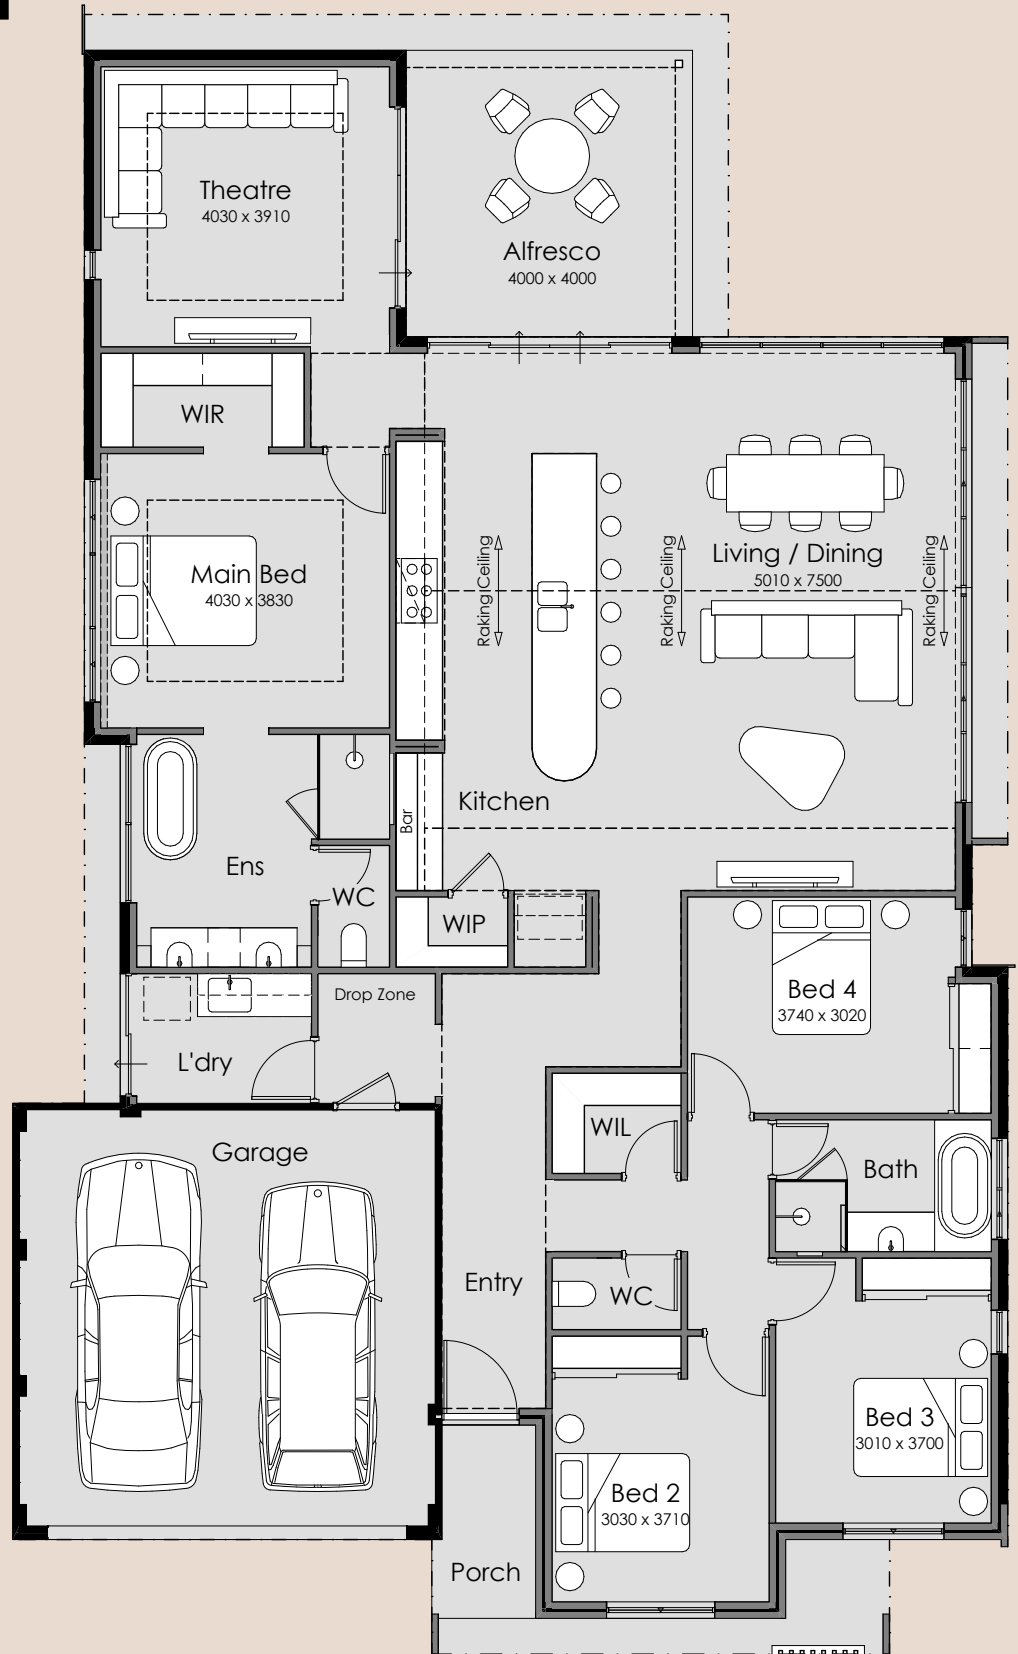 Theatre
4030 x 3910
Alfresco
4000 x 4000
WIR
Main Bed
4030 x 3830
Raking Ceiling
Raking Ceiling
Living / Dining
5010 x 7500
Raking Ceiling
Kitchen
Bar
Ens
WC
WIP
Drop Zone
Bed 4
3740 x 3020
L'dry
Garage
WIL
Bath
Entry
WC
Bed 3
3010 x 3700
Bed 2
3030 x 3710
Porch